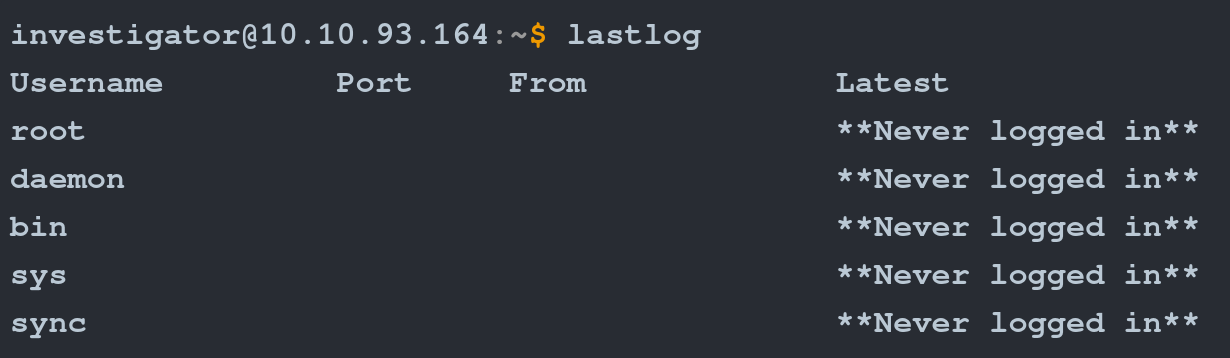 investigator@10.10.93.164:~$ lastlog
Username         Port     From             Latest
root                                       **Never logged in**
daemon                                     **Never logged in**
bin                                        **Never logged in**
sys                                        **Never logged in**
sync                                       **Never logged in**